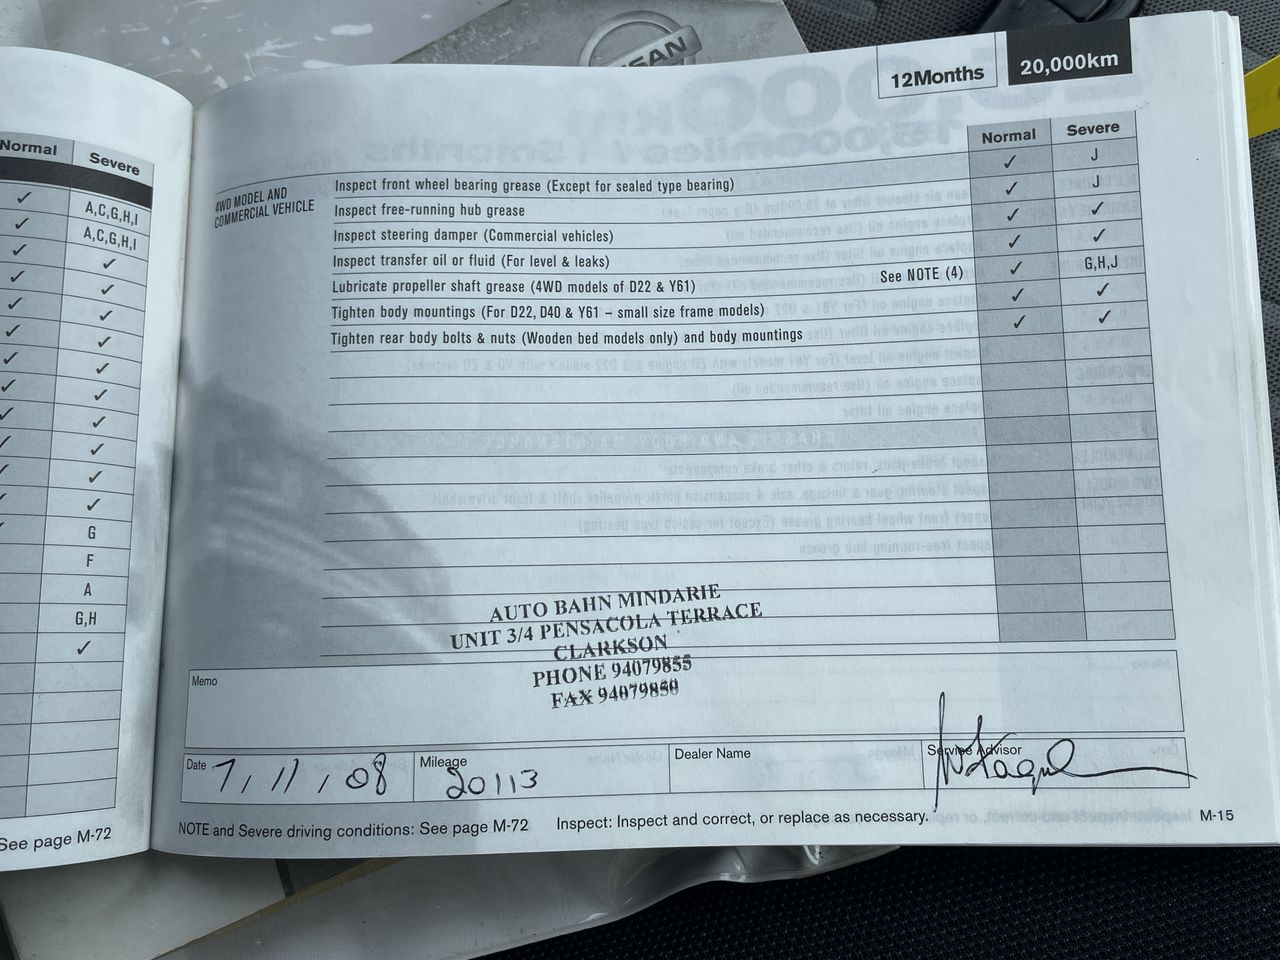 NISSAN
12Months 20,000km
Normal Severe
✓ A,C,G,H,I
✓ A,C,G,H,I
✓ ✓
✓ ✓
✓ ✓
✓ ✓
✓ ✓
✓ ✓
✓ ✓
✓ ✓
✓ ✓
✓ ✓
G
F
A
G,H
✓
See page M-72
Normal Severe
4WD MODEL AND
COMMERCIAL VEHICLE
Inspect front wheel bearing grease (Except for sealed type bearing) ✓ J
Inspect free-running hub grease ✓ J
Inspect steering damper (Commercial vehicles) ✓ ✓
Inspect transfer oil or fluid (For level & leaks) ✓ ✓
Lubricate propeller shaft grease (4WD models of D22 & Y61) See NOTE (4) ✓ G,H,J
Tighten body mountings (For D22, D40 & Y61 – small size frame models) ✓ ✓
Tighten rear body bolts & nuts (Wooden bed models only) and body mountings ✓ ✓
AUTO BAHN MINDARIE
UNIT 3/4 PENSACOLA TERRACE
CLARKSON
PHONE 94079855
FAX 94079850
Memo
Date 7/11/08 Mileage 20113 Dealer Name Service Advisor
NOTE and Severe driving conditions: See page M-72 Inspect: Inspect and correct, or replace as necessary. M-15